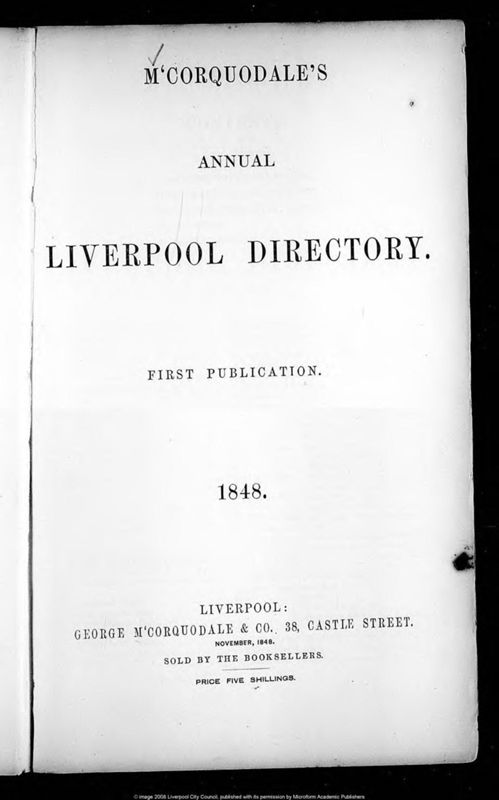 M‘CORQUODALE’S
ANNUAL
LIVERPOOL DIRECTORY.
FIRST PUBLICATION.
1848.
LIVERPOOL:
GEORGE M‘CORQUODALE & CO., 38, CASTLE STREET.
NOVEMBER, 1848.
SOLD BY THE BOOKSELLERS.
PRICE FIVE SHILLINGS.
© image 2008 Liverpool City Council, published with its permission by Microform Academic Publishers